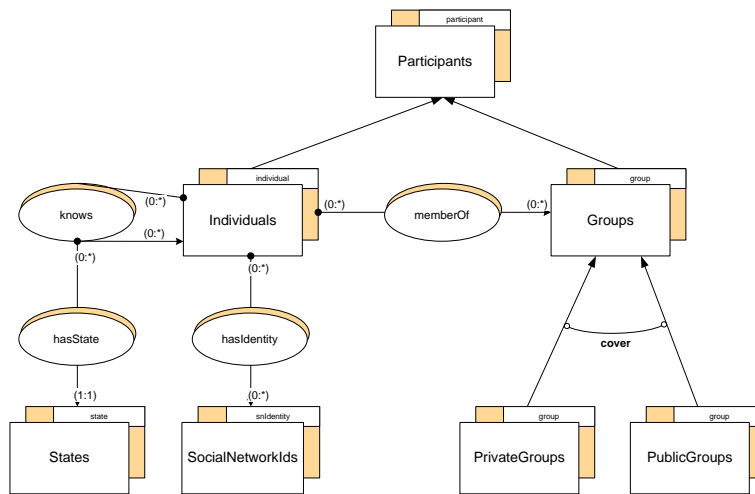 participant
Participants
individual
group
knows
(0:*)
(0:*)
Individuals
(0:*)
memberOf
(0:*)
Groups
(0:*)
(0:*)
hasState
hasIdentity
cover
(1:1)
(0:*)
state
snIdentity
group
group
States
SocialNetworkIds
PrivateGroups
PublicGroups